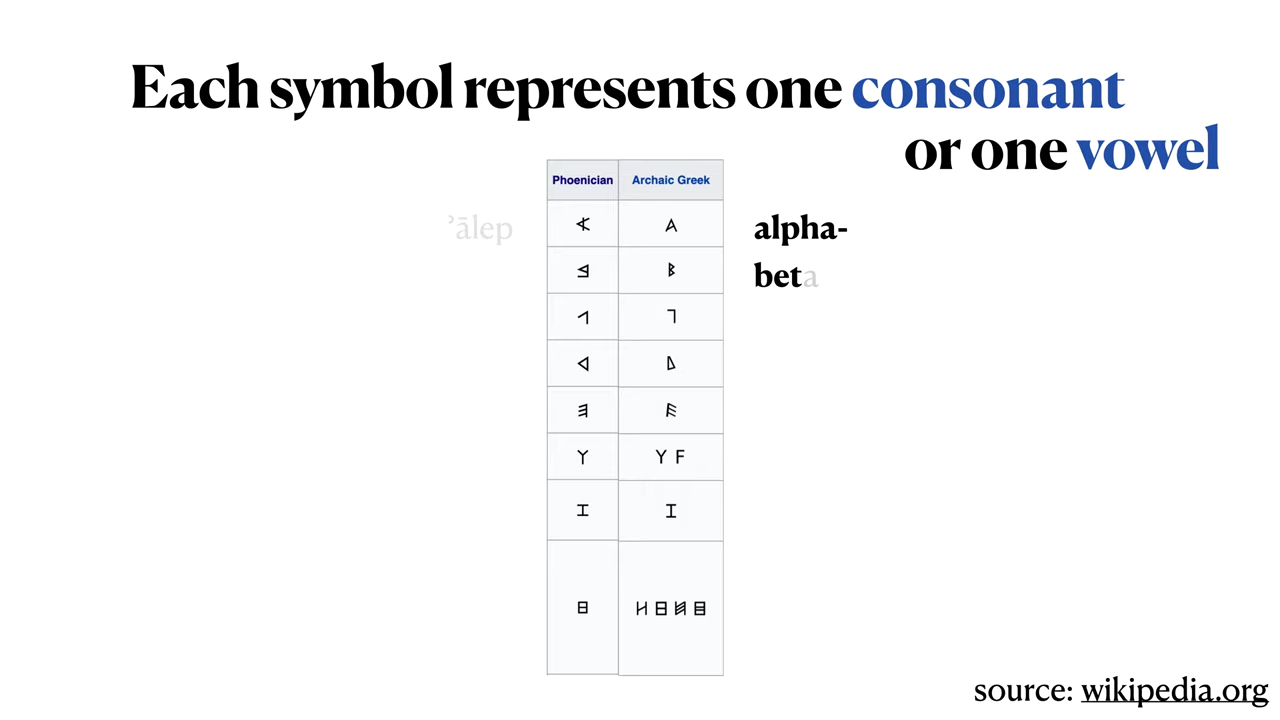 Each symbol represents one consonant
or one vowel
Phoenician Archaic Greek
ʾālep 𐤀 A alpha-
𐤁 B beta
𐤂
𐤃
𐤄
𐤅 Y F
𐤆 I
𐤇
source: wikipedia.org